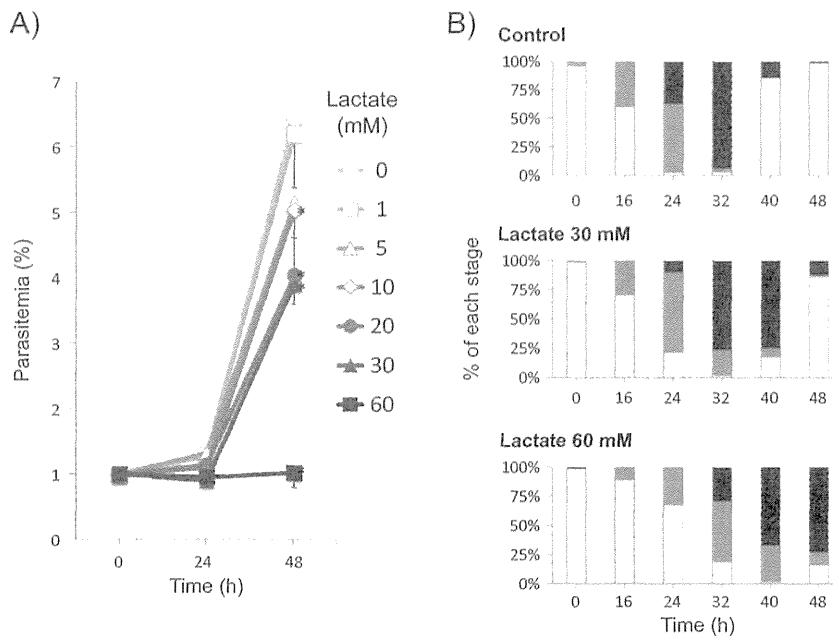 A)
Parasitemia (%)
7
6
5
4
3
2
1
0
0 24 48
Time (h)
Lactate
(mM)
0
1
5
10
20
30
60
B)
% of each stage
Control
100%
75%
50%
25%
0%
0 16 24 32 40 48
Lactate 30 mM
100%
75%
50%
25%
0%
0 16 24 32 40 48
Lactate 60 mM
100%
75%
50%
25%
0%
0 16 24 32 40 48
Time (h)